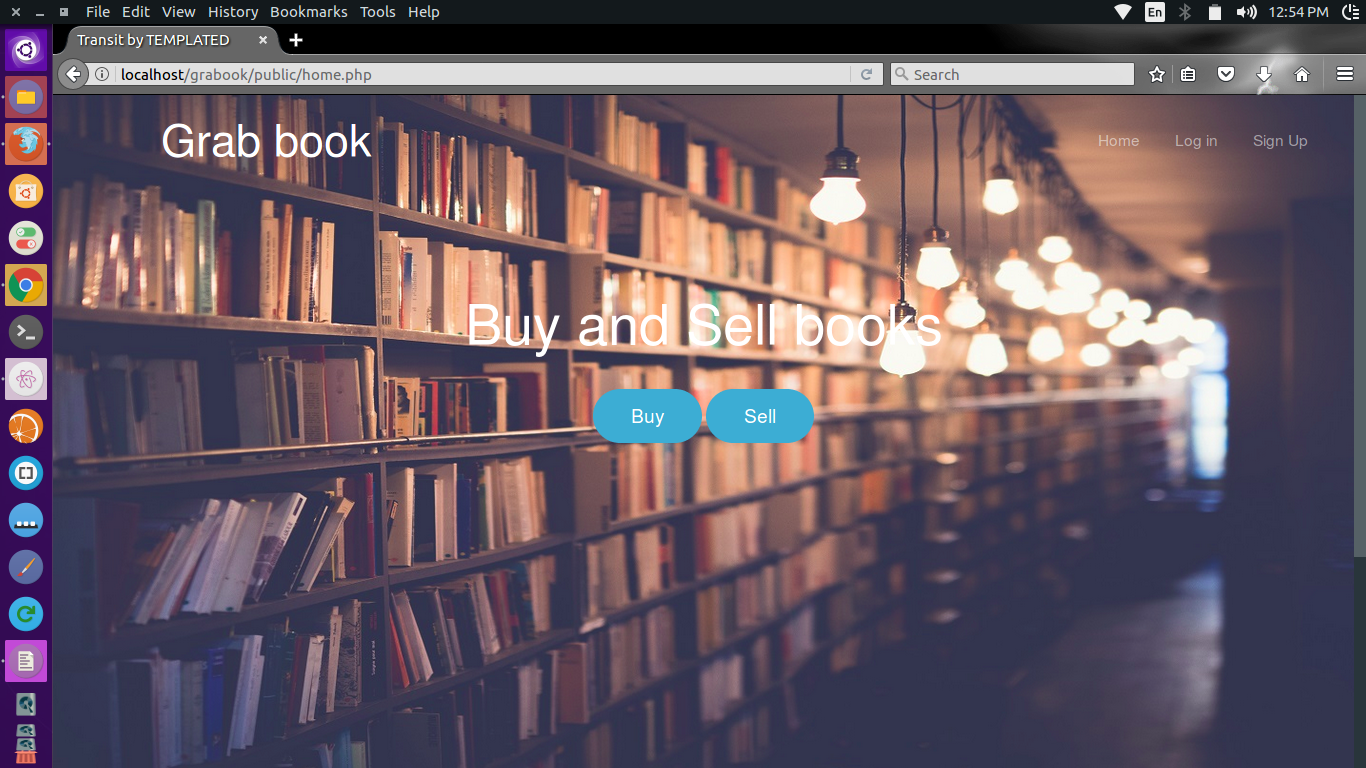 File Edit View History Bookmarks Tools Help
En
12:54 PM
Transit by TEMPLATED
localhost/grabook/public/home.php
Search
Grab book
Home Log in Sign Up
Buy and Sell books
Buy Sell